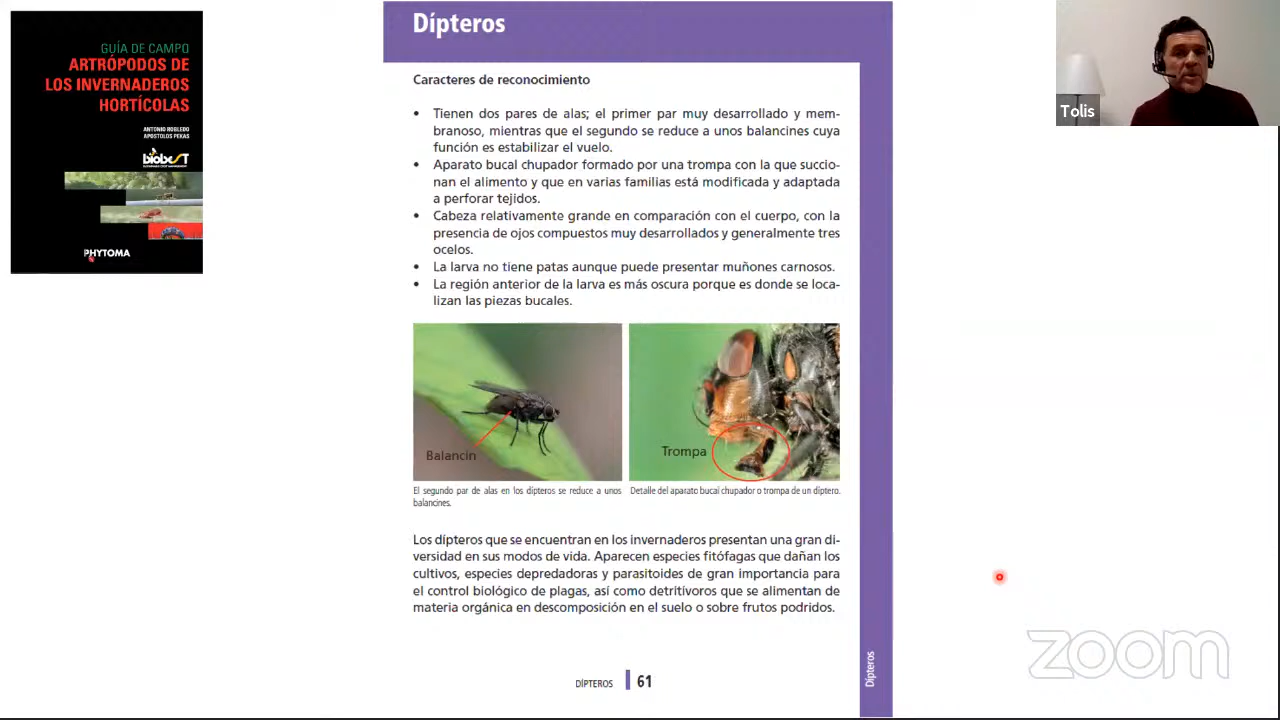 GUÍA DE CAMPO
ARTRÓPODOS DE
LOS INVERNADEROS
HORTÍCOLAS
ANTONIO ROBLEDO
APOSTOLOS PEKAS
biobest
PHYTOMA
Dípteros
Caracteres de reconocimiento
• Tienen dos pares de alas; el primer par muy desarrollado y mem-
branoso, mientras que el segundo se reduce a unos balancines cuya
función es estabilizar el vuelo.
• Aparato bucal chupador formado por una trompa con la que succio-
nan el alimento y que en varias familias está modificada y adaptada
a perforar tejidos.
• Cabeza relativamente grande en comparación con el cuerpo, con la
presencia de ojos compuestos muy desarrollados y generalmente tres
ocelos.
• La larva no tiene patas aunque puede presentar muñones carnosos.
• La región anterior de la larva es más oscura porque es donde se loca-
lizan las piezas bucales.
Balancín
Trompa
El segundo par de alas en los dípteros se reduce a unos
balancines.
Detalle del aparato bucal chupador o trompa de un díptero.
Los dípteros que se encuentran en los invernaderos presentan una gran di-
versidad en sus modos de vida. Aparecen especies fitófagas que dañan los
cultivos, especies depredadoras y parasitoides de gran importancia para
el control biológico de plagas, así como detritívoros que se alimentan de
materia orgánica en descomposición en el suelo o sobre frutos podridos.
DÍPTEROS 61
Dípteros
Tolis
zoom